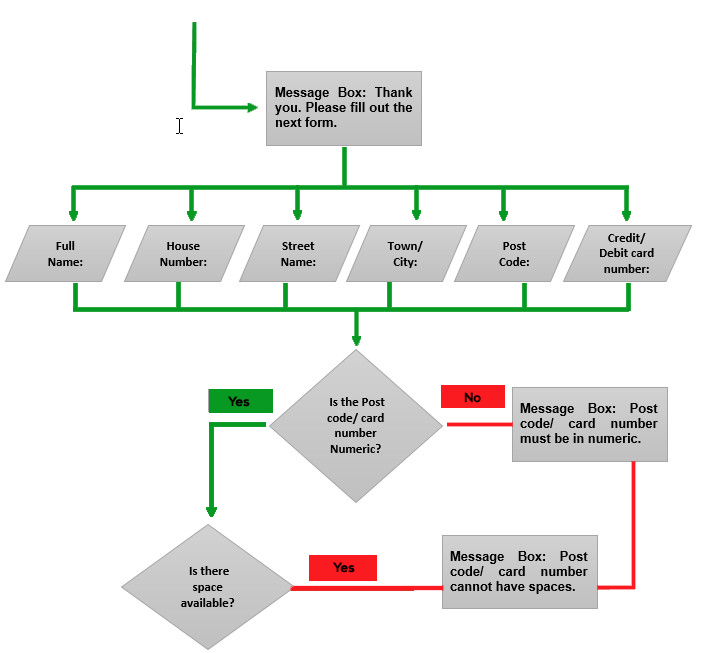 Message Box: Thank
you. Please fill out the
next form.
Full
Name:
House
Number:
Street
Name:
Town/
City:
Post
Code:
Credit/
Debit card
number:
Is the Post
code/ card
number
Numeric?
Yes
No
Message Box: Post
code/ card number
must be in numeric.
Is there
space
available?
Yes
Message Box: Post
code/ card number
cannot have spaces.